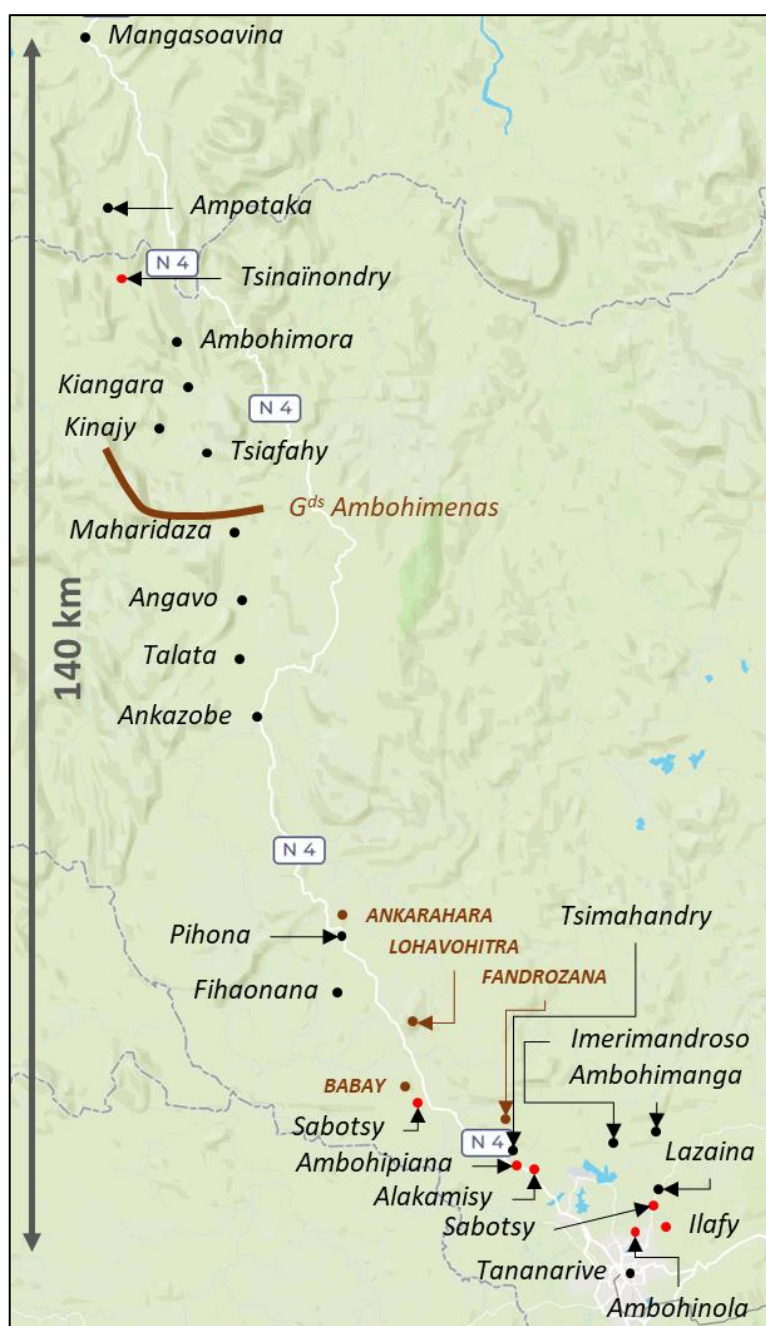 Mangasoavina
Ampotaka
N 4
Tsinaïnondry
Ambohimora
Kiangara
N 4
Kinajy
Tsiafahy
Gds Ambohimenas
Maharidaza
140 km
Angavo
Talata
Ankazobe
N 4
ANKARAHARA
Tsimahandry
Pihona
LOHAVOHITRA
FANDROZANA
Fihaonana
Imerimandroso
Ambohimanga
BABAY
Sabotsy
N 4
Lazaina
Ambohipiana
Alakamisy
Sabotsy
Ilafy
Tananarive
Ambohinola